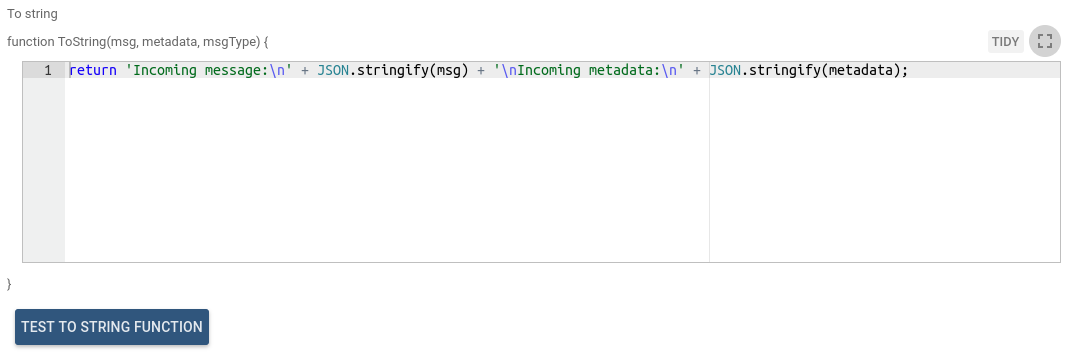 To string
function ToString(msg, metadata, msgType) {
TIDY
1 return 'Incoming message:\n' + JSON.stringify(msg) + '\nIncoming metadata:\n' + JSON.stringify(metadata);
}
TEST TO STRING FUNCTION